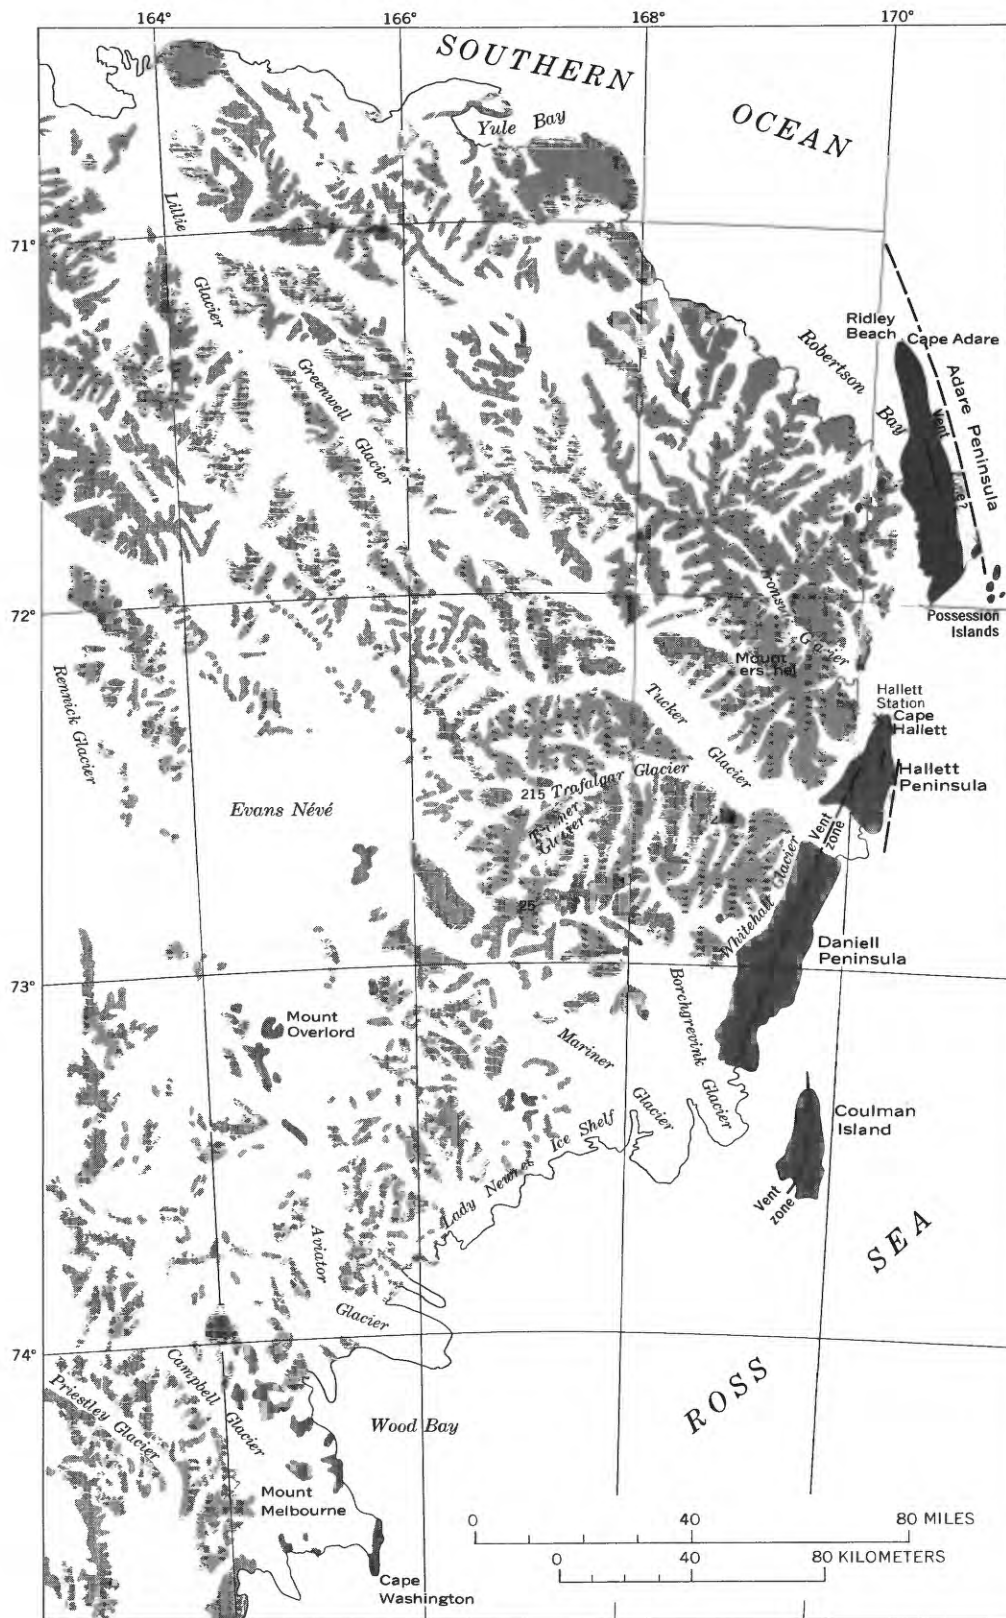 164°
166°
168°
170°
SOUTHERN
OCEAN
Yule Bay
Lillie
Glacier
71°
Greenwell
Glacier
Ridley
Beach
Cape Adare
Robertson
Bay
Adare Peninsula
Vent
72°
Possession
Islands
Glacier
Mount
Hallett
Station
Cape
Hallett
Rennick Glacier
Tucker
Glacier
Hallett
Peninsula
215 Trafalgar Glacier
Glacier
Evans Névé
Vent
zone
25
Whitehall Glacier
Daniell
Peninsula
73°
Mount
Overlord
Mariner
Glacier
Borchgrevink Glacier
Coulman
Island
Lady Newnes Ice Shelf
Vent
zone
Aviator
Glacier
SEA
74°
Priestley Glacier
Campbell Glacier
Wood Bay
ROSS
Mount
Melbourne
0 40 80 MILES
0 40 80 KILOMETERS
Cape
Washington